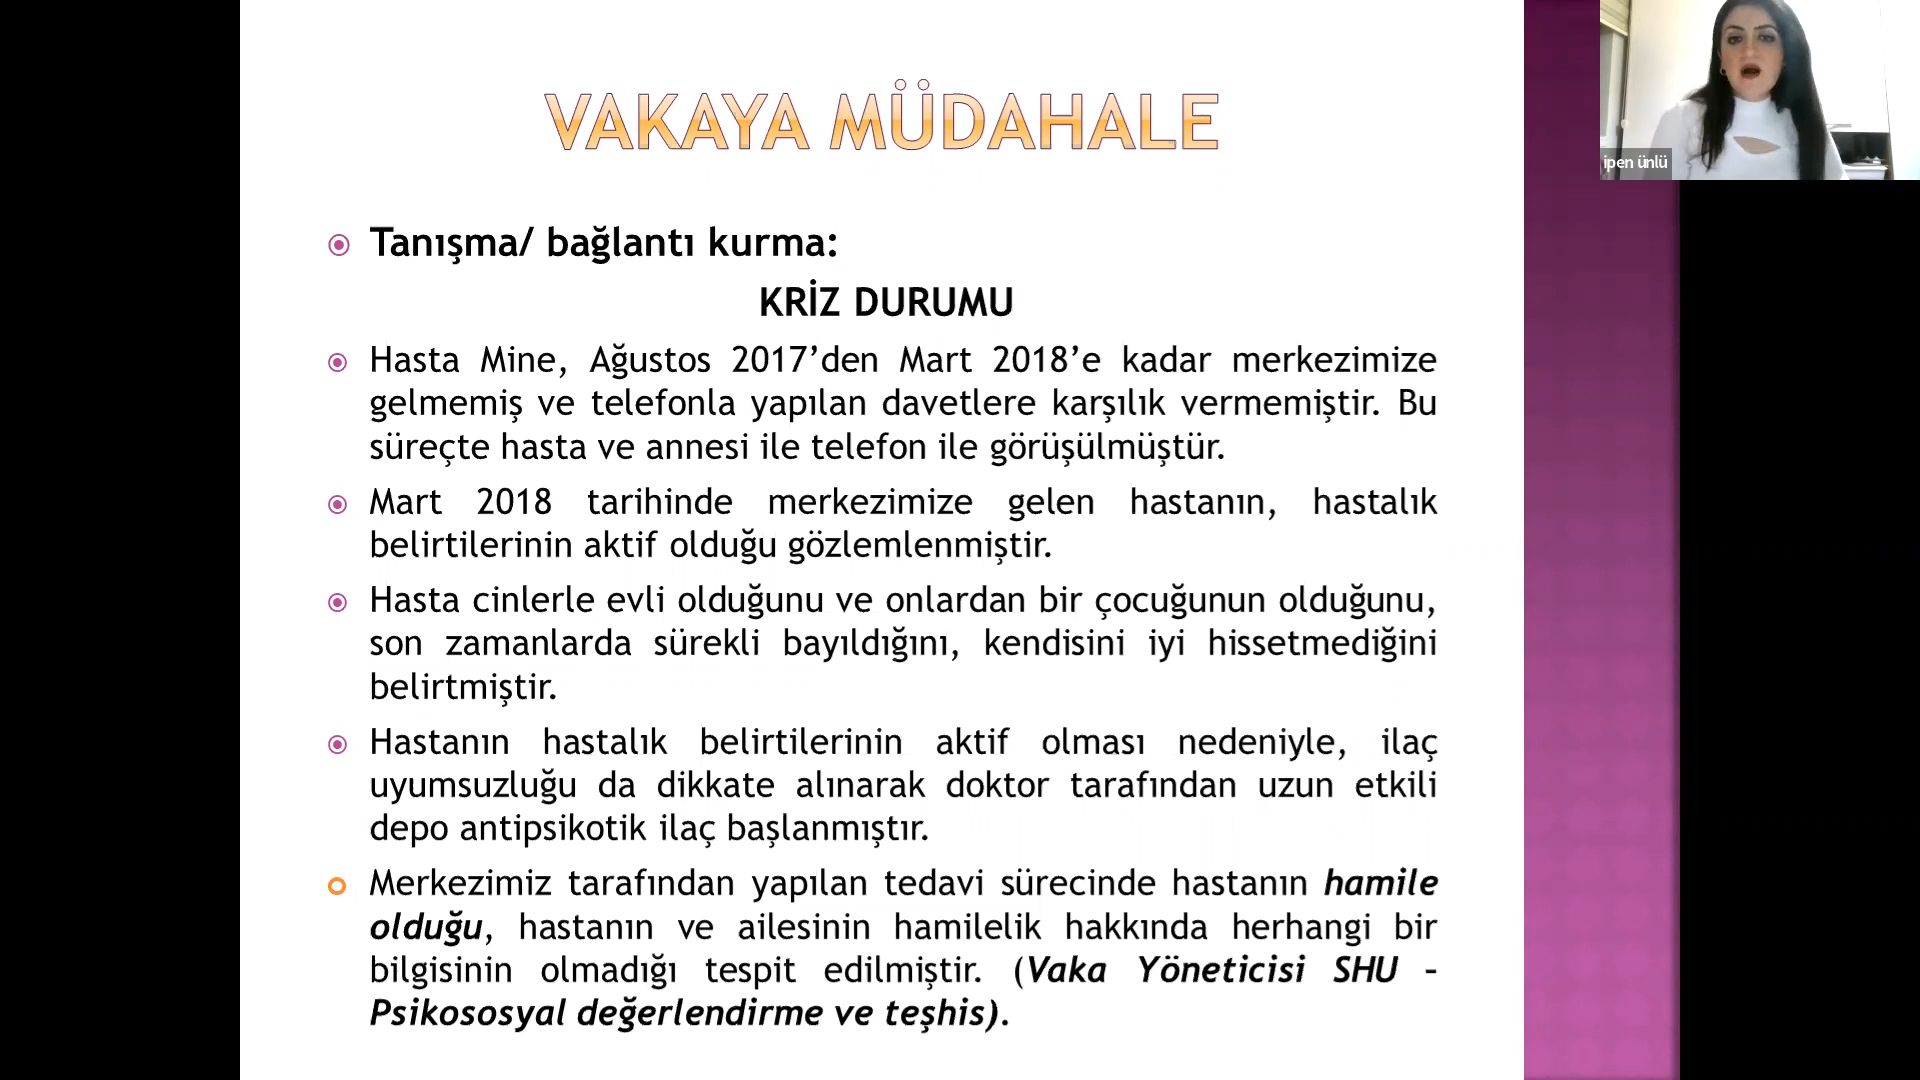 VAKAYA MÜDAHALE
ipen ünlü
Tanışma/ bağlantı kurma:
KRİZ DURUMU
Hasta Mine, Ağustos 2017’den Mart 2018’e kadar merkezimize
gelmemiş ve telefonla yapılan davetlere karşılık vermemiştir. Bu
süreçte hasta ve annesi ile telefon ile görüşülmüştür.
Mart 2018 tarihinde merkezimize gelen hastanın, hastalık
belirtilerinin aktif olduğu gözlemlenmiştir.
Hasta cinlerle evli olduğunu ve onlardan bir çocuğunun olduğunu,
son zamanlarda sürekli bayıldığını, kendisini iyi hissetmediğini
belirtmiştir.
Hastanın hastalık belirtilerinin aktif olması nedeniyle, ilaç
uyumsuzluğu da dikkate alınarak doktor tarafından uzun etkili
depo antipsikotik ilaç başlanmıştır.
Merkezimiz tarafından yapılan tedavi sürecinde hastanın hamile
olduğu, hastanın ve ailesinin hamilelik hakkında herhangi bir
bilgisinin olmadığı tespit edilmiştir. (Vaka Yöneticisi SHU –
Psikososyal değerlendirme ve teşhis).